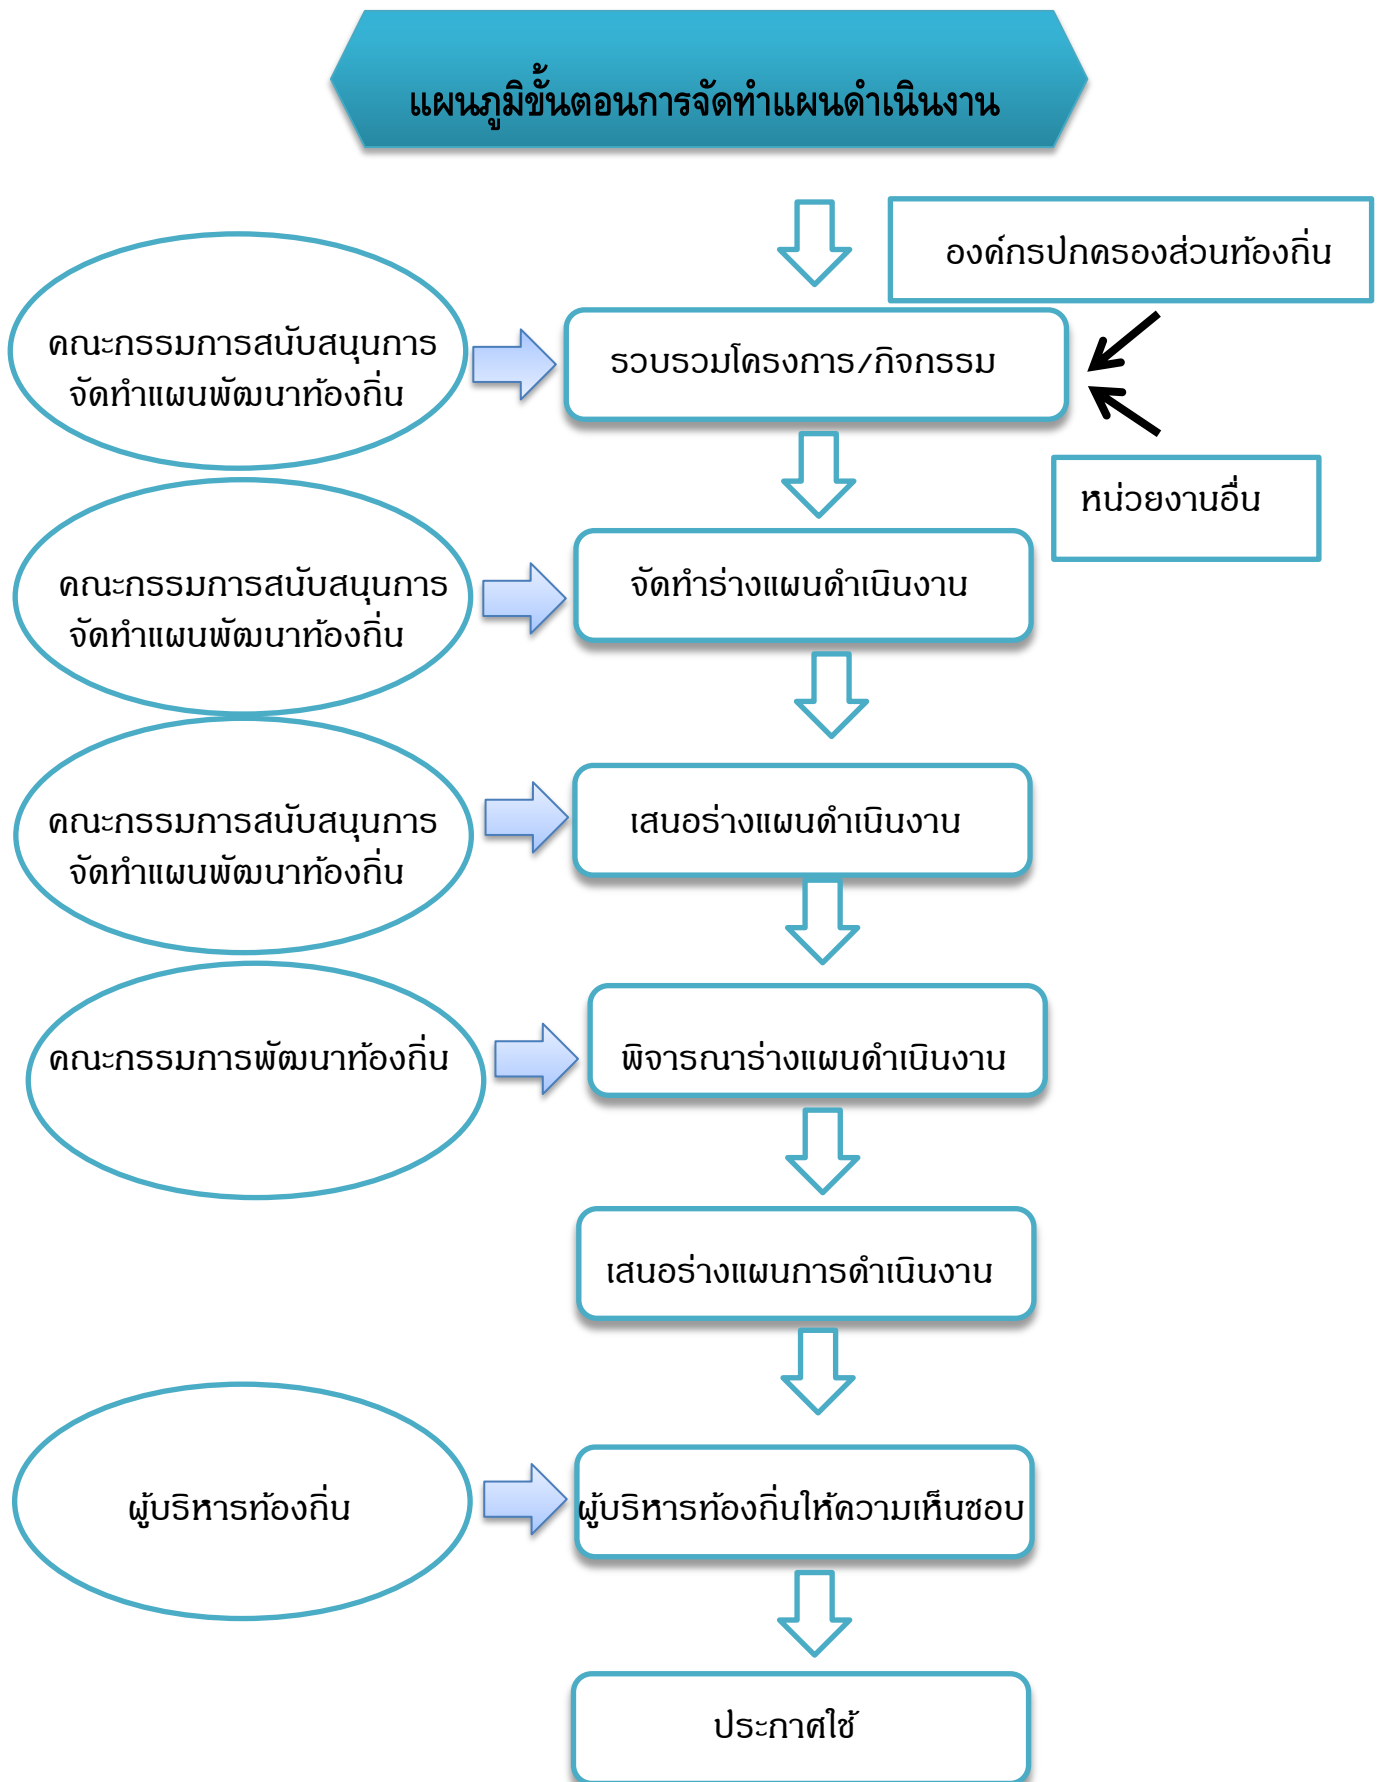 แผนภูมิขั้นตอนการจัดทำแผนดำเนินงาน
องค์กรปกครองส่วนท้องถิ่น
คณะกรรมการสนับสนุนการ
จัดทำแผนพัฒนาท้องถิ่น
รวบรวมโครงการ/กิจกรรม
หน่วยงานอื่น
คณะกรรมการสนับสนุนการ
จัดทำแผนพัฒนาท้องถิ่น
จัดทำร่างแผนดำเนินงาน
คณะกรรมการสนับสนุนการ
จัดทำแผนพัฒนาท้องถิ่น
เสนอร่างแผนดำเนินงาน
คณะกรรมการพัฒนาท้องถิ่น
พิจารณาร่างแผนดำเนินงาน
เสนอร่างแผนการดำเนินงาน
ผู้บริหารท้องถิ่น
ผู้บริหารท้องถิ่นให้ความเห็นชอบ
ประกาศใช้